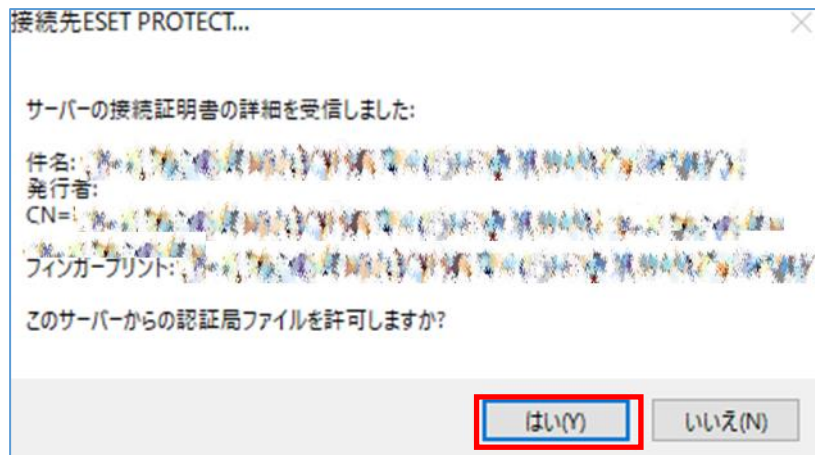 接続先ESET PROTECT...
サーバーの接続証明書の詳細を受信しました:
件名:
発行者:
CN=
フィンガープリント:
このサーバーからの認証局ファイルを許可しますか?
はい(Y)
いいえ(N)